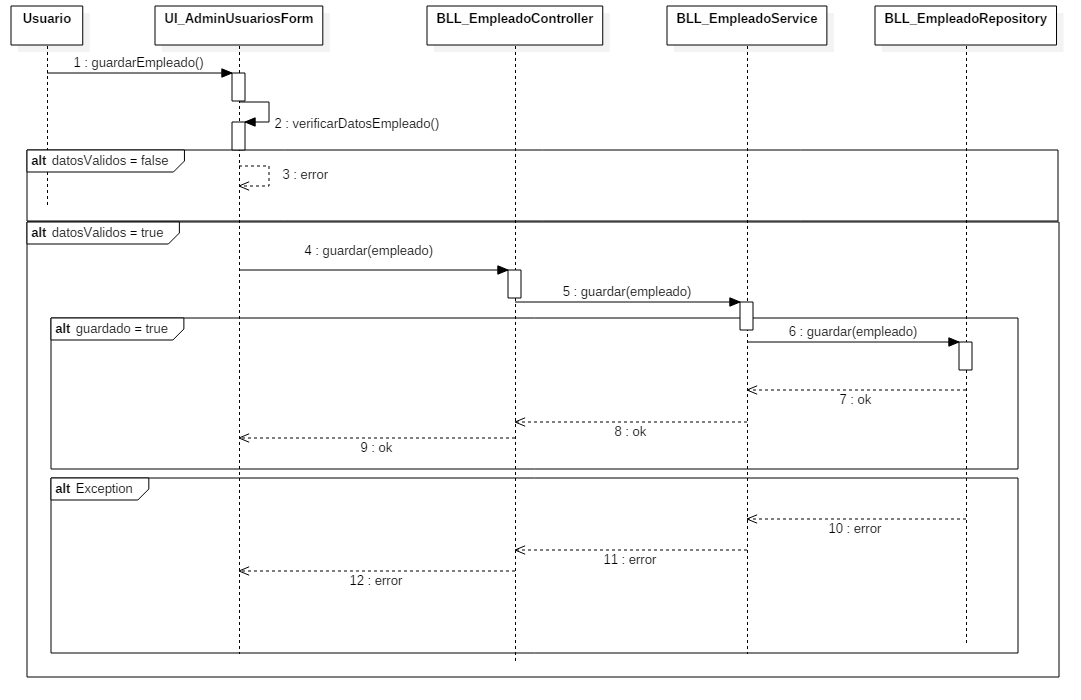 Usuario
UI_AdminUsuariosForm
BLL_EmpleadoController
BLL_EmpleadoService
BLL_EmpleadoRepository
1 : guardarEmpleado()
2 : verificarDatosEmpleado()
alt datosValidos = false
3 : error
alt datosValidos = true
4 : guardar(empleado)
5 : guardar(empleado)
alt guardado = true
6 : guardar(empleado)
7 : ok
8 : ok
9 : ok
alt Exception
10 : error
11 : error
12 : error